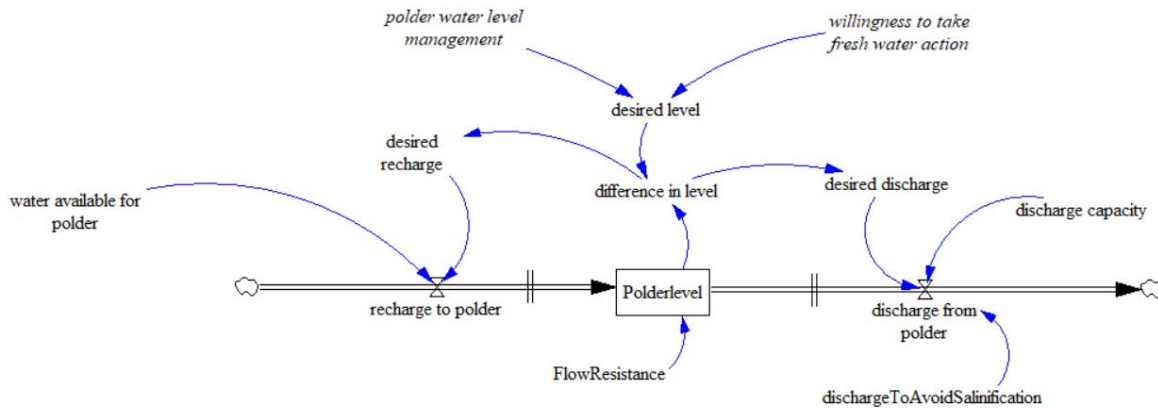 polder water level
management
willingness to take
fresh water action
desired level
desired
recharge
difference in level
desired discharge
water available for
polder
discharge capacity
Polderlevel
recharge to polder
discharge from
polder
FlowResistance
dischargeToAvoidSalinification